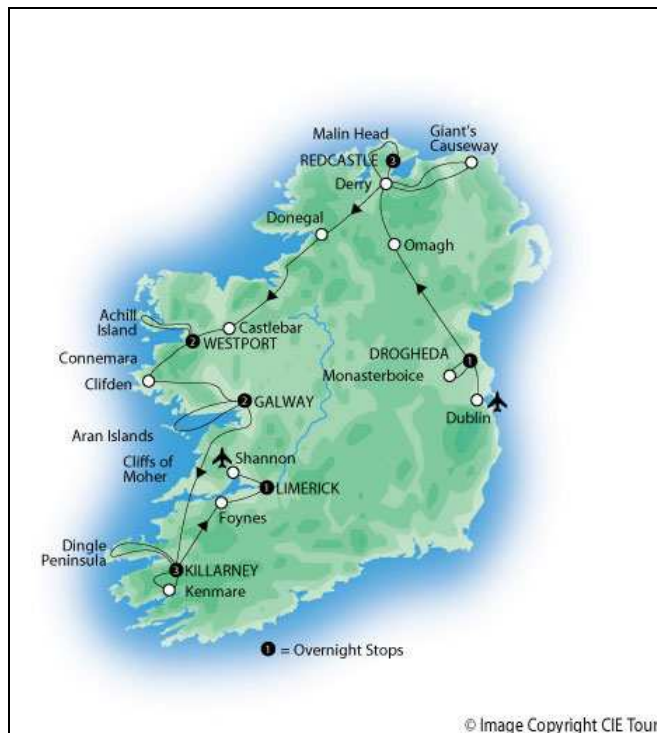 Malin Head
Giant's
Causeway
REDCASTLE 3
Derry
Donegal
Omagh
Achill
Island
Castlebar
2 WESTPORT
Connemara
Clifden
DROGHEDA 1
Monasterboice
Dublin
2 GALWAY
Aran Islands
Cliffs of
Moher
Shannon
1 LIMERICK
Foynes
Dingle
Peninsula
3 KILLARNEY
Kenmare
1 = Overnight Stops
© Image Copyright CIE Tour